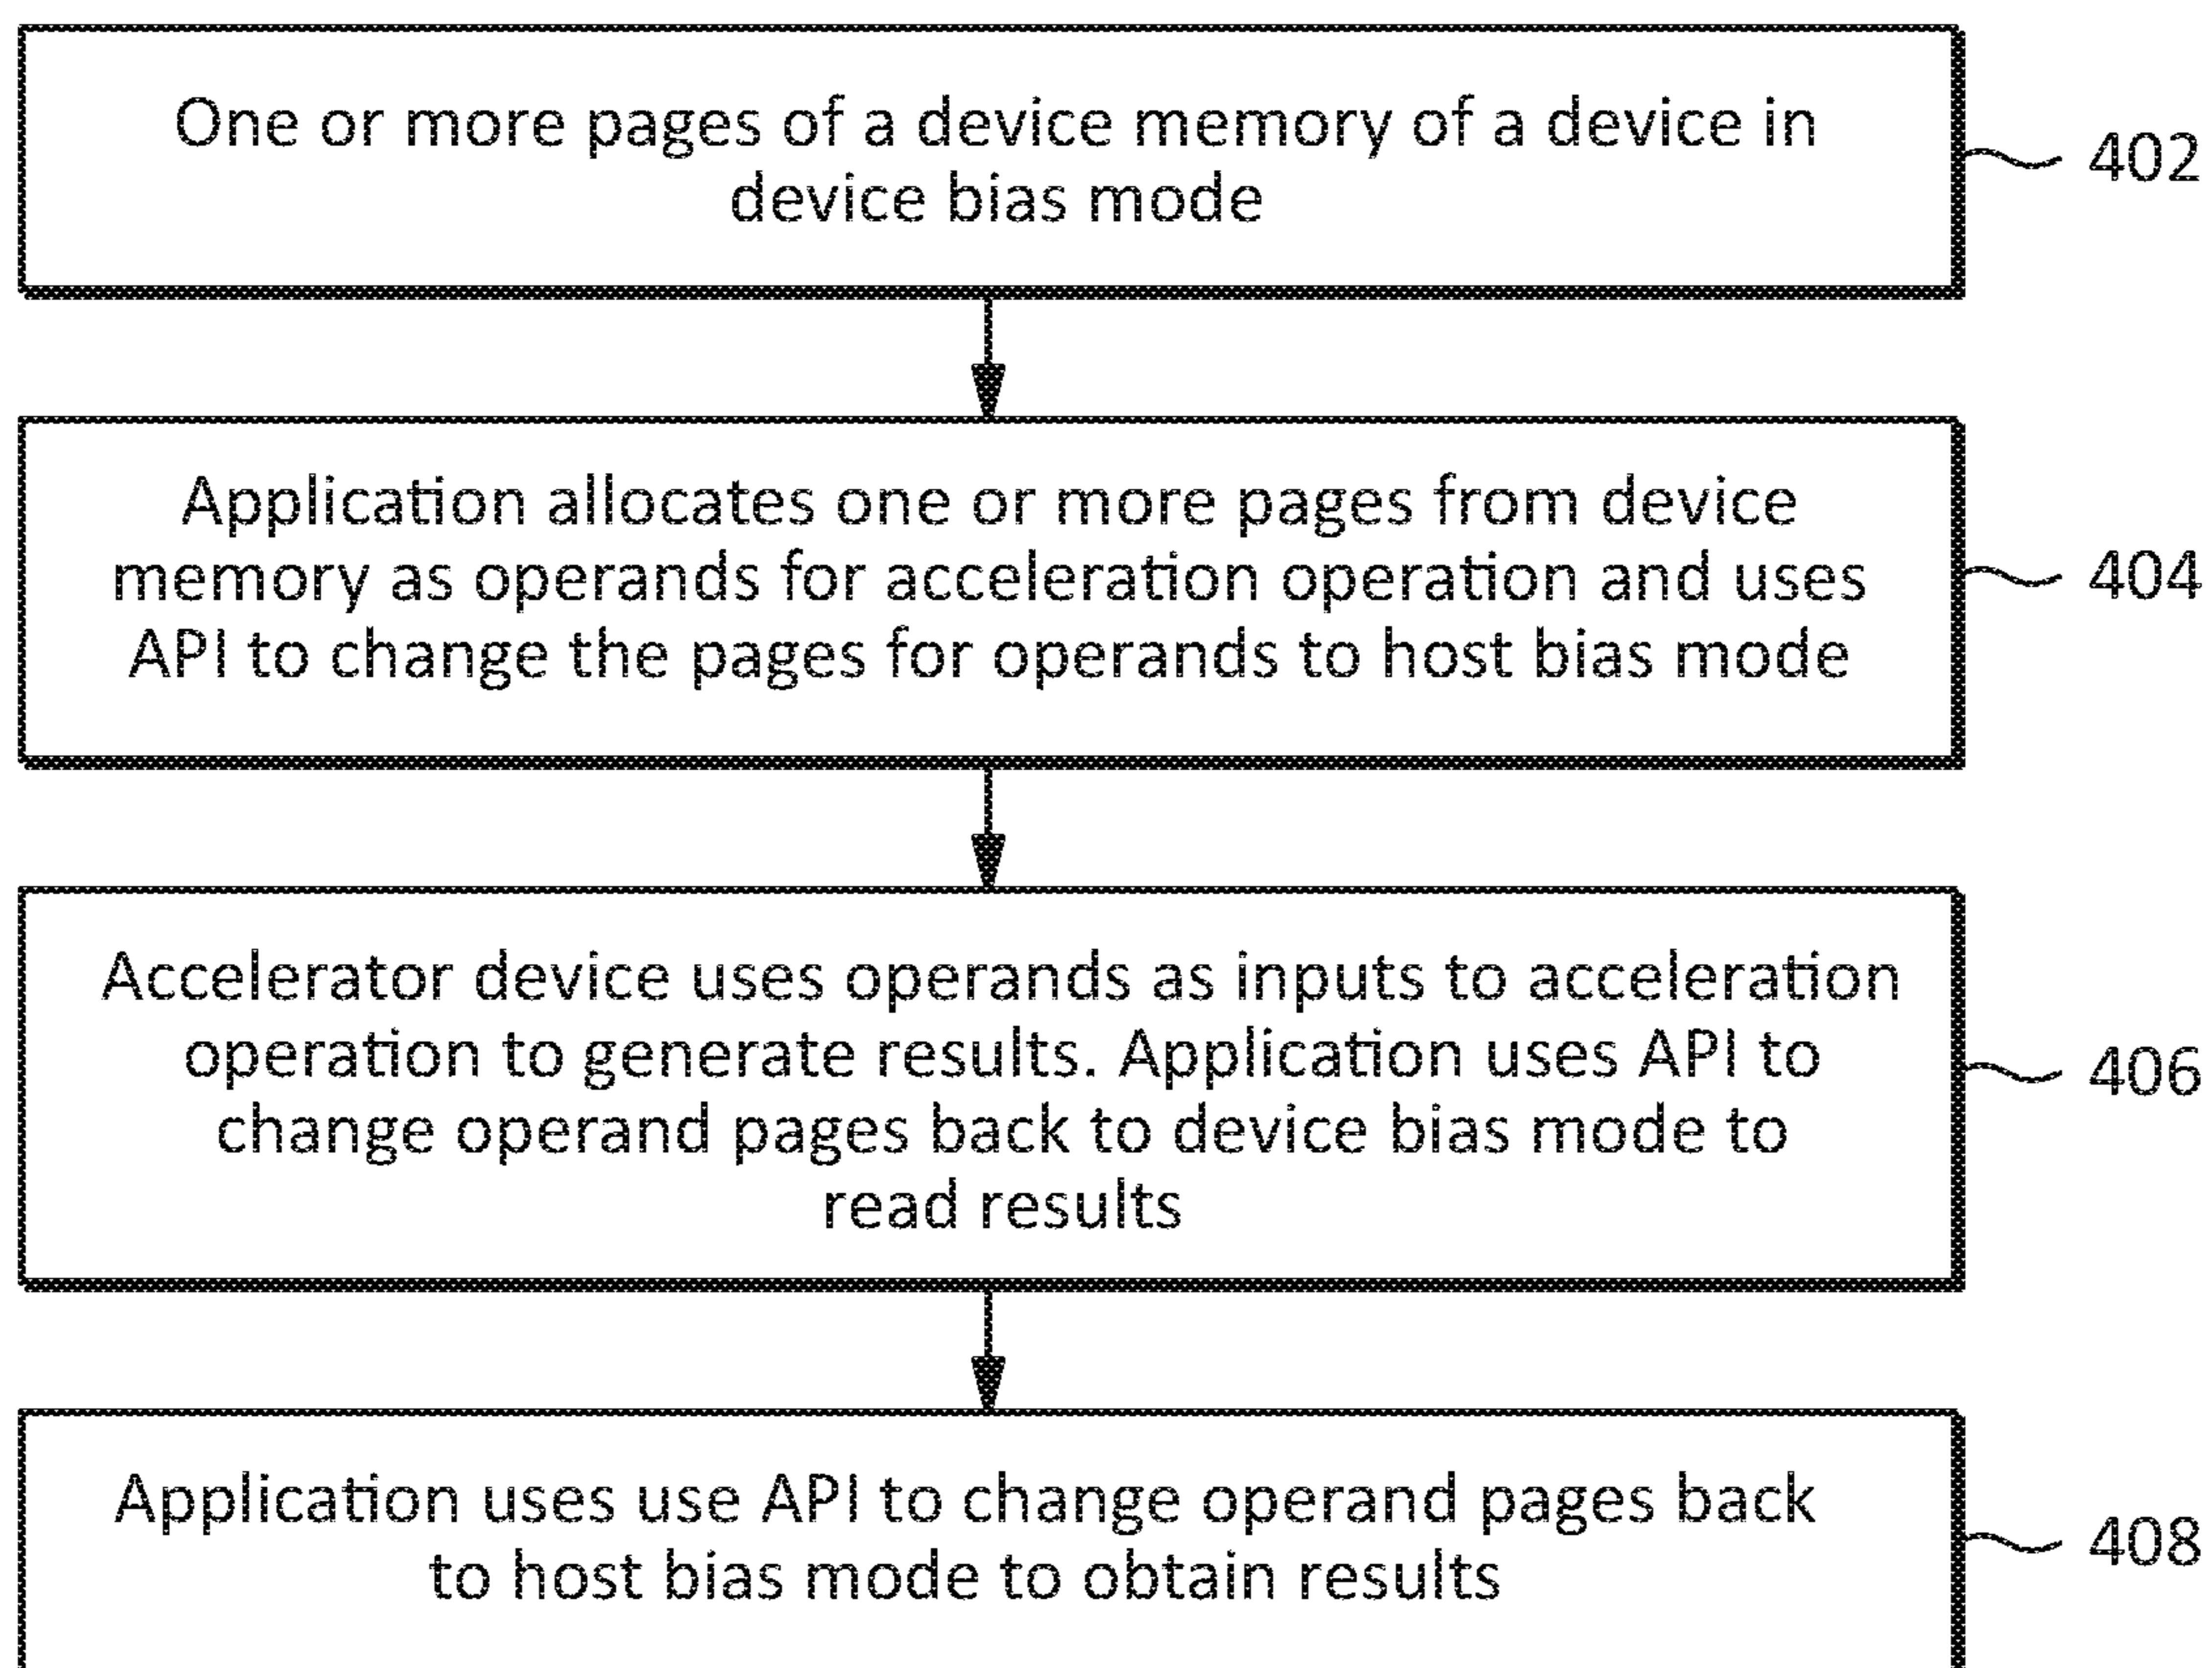 One or more pages of a device memory of a device in
device bias mode
402
Application allocates one or more pages from device
memory as operands for acceleration operation and uses
API to change the pages for operands to host bias mode
404
Accelerator device uses operands as inputs to acceleration
operation to generate results. Application uses API to
change operand pages back to device bias mode to
read results
406
Application uses use API to change operand pages back
to host bias mode to obtain results
408